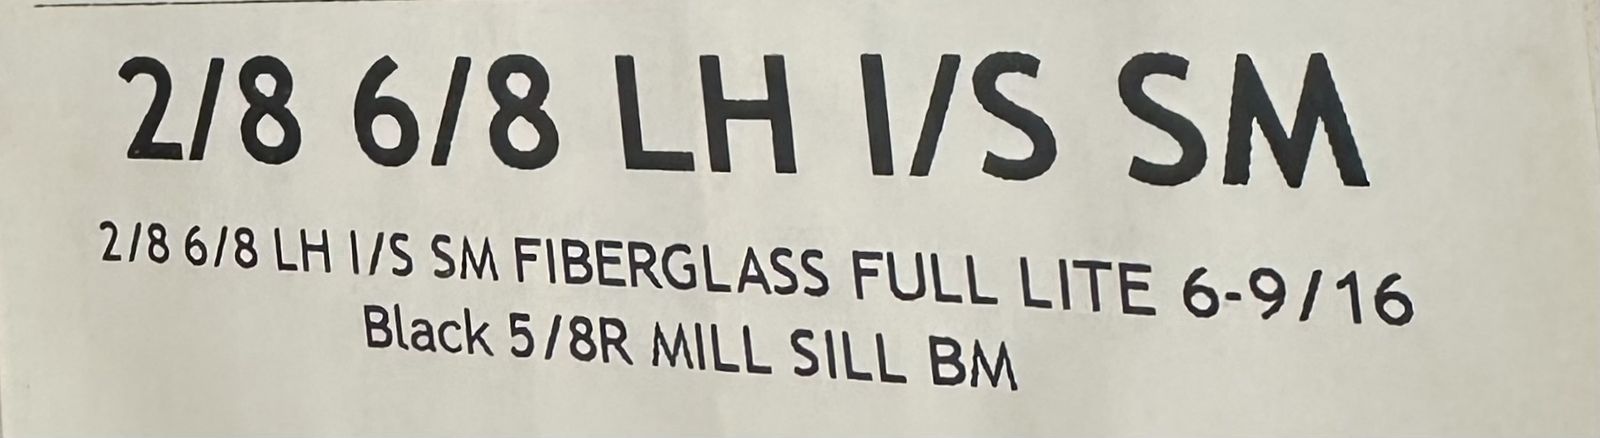 2/8 6/8 LH I/S SM
2/8 6/8 LH I/S SM FIBERGLASS FULL LITE 6-9/16
Black 5/8R MILL SILL BM